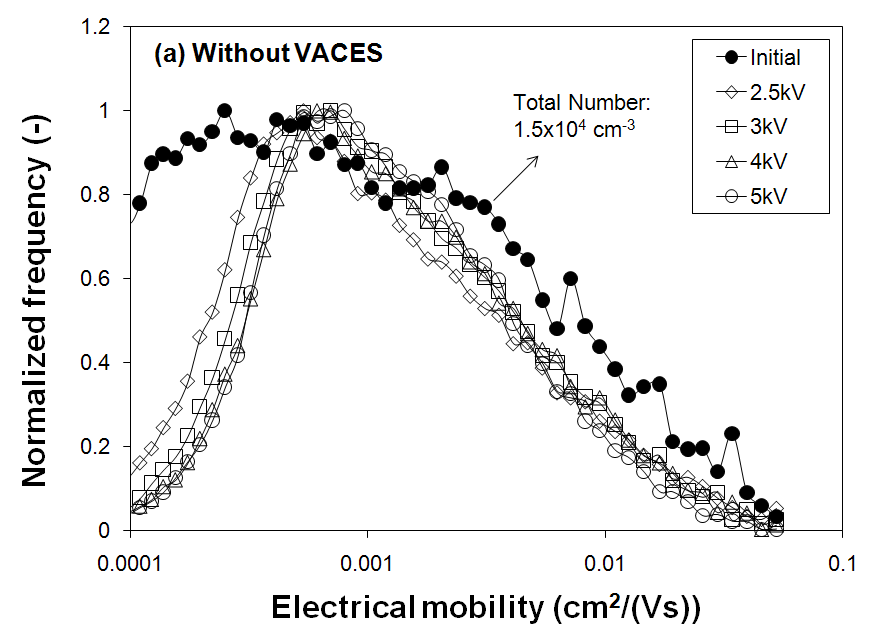 (a) Without VACES
Initial
2.5kV
3kV
4kV
5kV
Total Number:
1.5x10⁴ cm⁻³
Normalized frequency (-)
1.2
1
0.8
0.6
0.4
0.2
0
0.0001
0.001
0.01
0.1
Electrical mobility (cm²/(Vs))